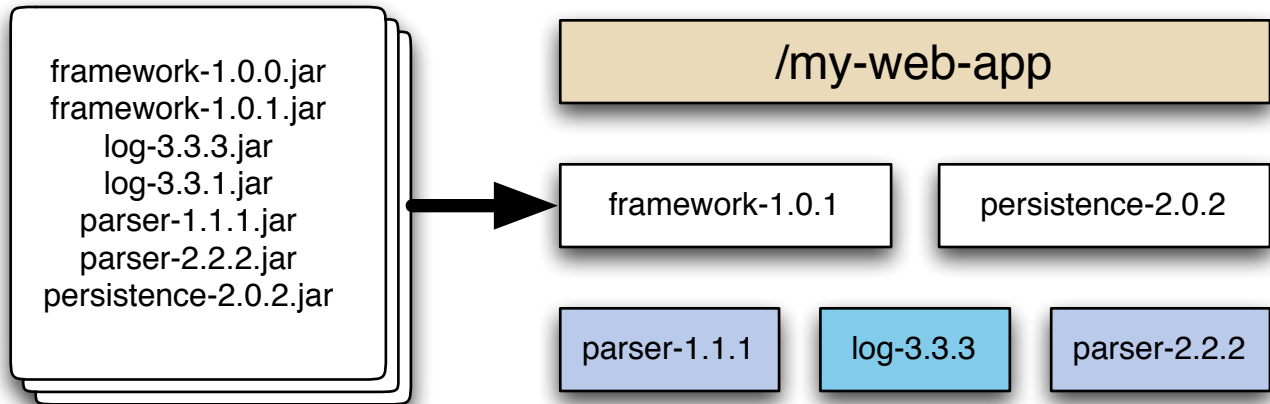 framework-1.0.0.jar
framework-1.0.1.jar
log-3.3.3.jar
log-3.3.1.jar
parser-1.1.1.jar
parser-2.2.2.jar
persistence-2.0.2.jar
/my-web-app
framework-1.0.1
persistence-2.0.2
parser-1.1.1
log-3.3.3
parser-2.2.2